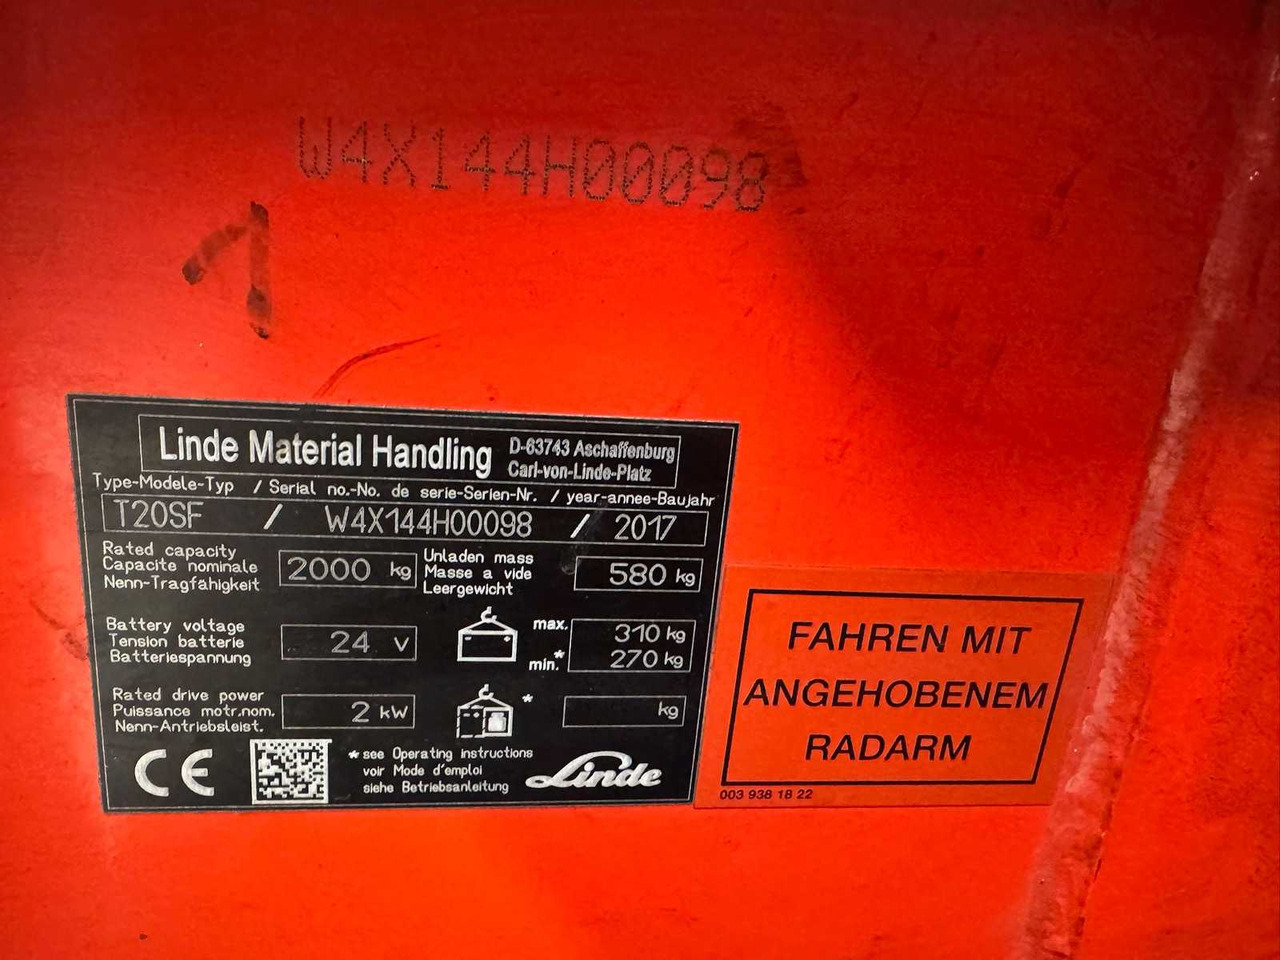 W4X144H00098
1
Linde Material Handling
D-63743 Aschaffenburg
Carl-von-Linde-Platz
Type-Modele-Typ / Serial no.-No. de serie-Serien-Nr. / year-annee-Baujahr
T20SF / W4X144H00098 / 2017
Rated capacity
Capacite nominale
Nenn-Tragfähigkeit
2000 kg
Unladen mass
Masse a vide
Leergewicht
580 kg
Battery voltage
Tension batterie
Batteriespannung
24 V
max. 310 kg
min.* 270 kg
Rated drive power
Puissance motr.nom.
Nenn-Antriebsleist.
2 kW
* kg
CE
* see Operating instructions
voir Mode d'emploi
siehe Betriebsanleitung
Linde
FAHREN MIT
ANGEHOBENEM
RADARM
003 938 18 22